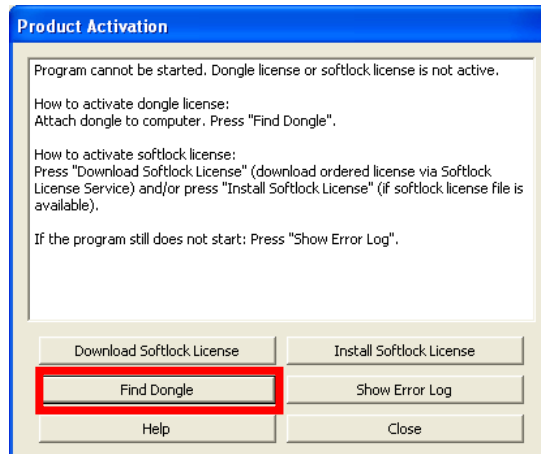 Product Activation
Program cannot be started. Dongle license or softlock license is not active.
How to activate dongle license:
Attach dongle to computer. Press "Find Dongle".
How to activate softlock license:
Press "Download Softlock License" (download ordered license via Softlock
License Service) and/or press "Install Softlock License" (if softlock license file is
available).
If the program still does not start: Press "Show Error Log".
Download Softlock License
Install Softlock License
Find Dongle
Show Error Log
Help
Close